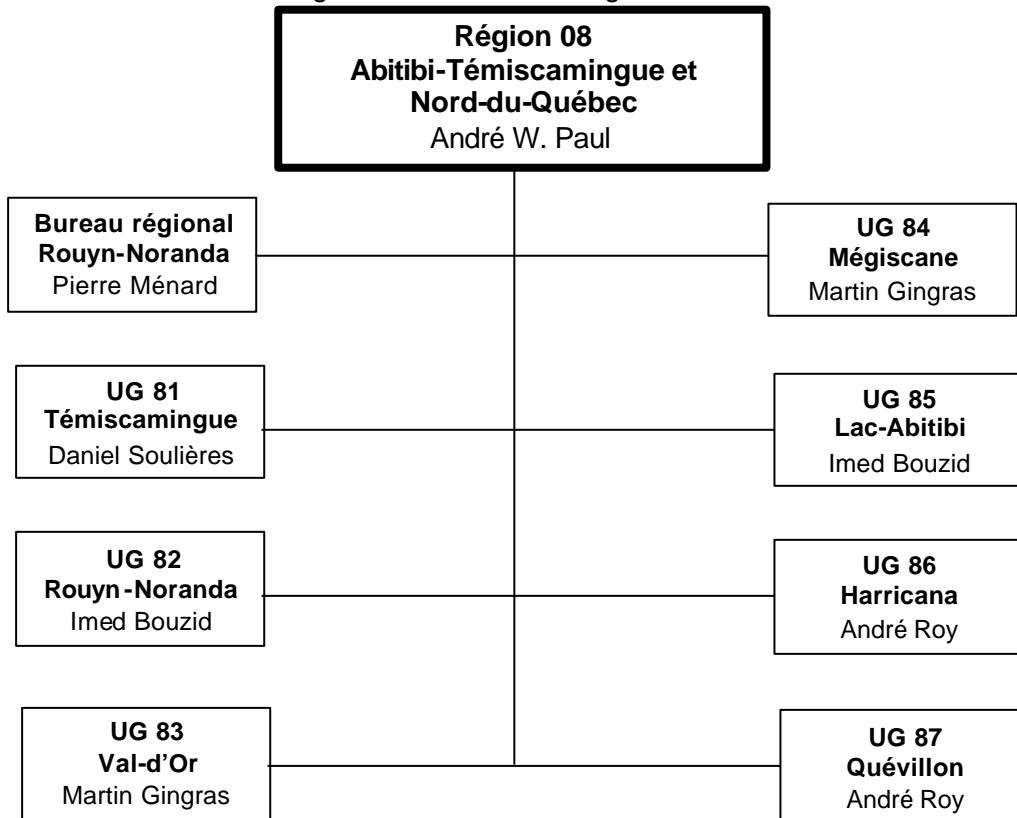 Région 08
Abitibi-Témiscamingue et
Nord-du-Québec
André W. Paul
Bureau régional
Rouyn-Noranda
Pierre Ménard
UG 84
Mégiscane
Martin Gingras
UG 81
Témiscamingue
Daniel Soulières
UG 85
Lac-Abitibi
Imed Bouzid
UG 82
Rouyn-Noranda
Imed Bouzid
UG 86
Harricana
André Roy
UG 83
Val-d'Or
Martin Gingras
UG 87
Quévillon
André Roy